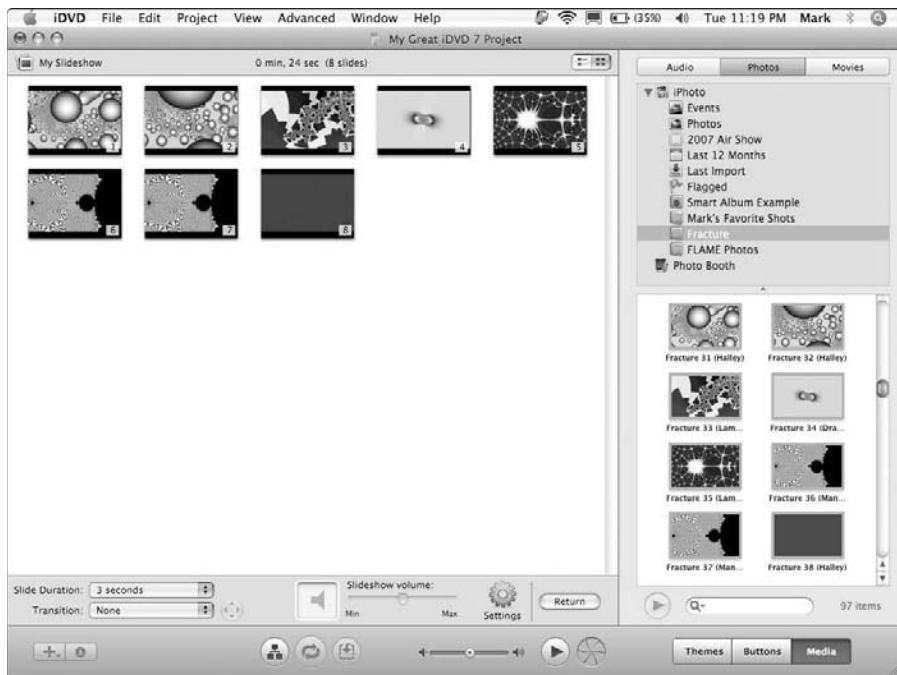 iDVD File Edit Project View Advanced Window Help (35%) Tue 11:19 PM Mark
My Great iDVD 7 Project
My Slideshow 0 min, 24 sec (8 slides)
Audio Photos Movies
iPhoto
Events
Photos
2007 Air Show
Last 12 Months
Last Import
Flagged
Smart Album Example
Mark's Favorite Shots
Fracture
FLAME Photos
Photo Booth
1 2 3 4 5
6 7 8
Fracture 31 (Halley) Fracture 32 (Halley)
Fracture 33 (Lam... Fracture 34 (Dra...
Fracture 35 (Lam... Fracture 36 (Man...
Fracture 37 (Man... Fracture 38 (Halley)
97 items
Slide Duration: 3 seconds
Transition: None
Slideshow volume:
Min Max
Settings
Return
Themes Buttons Media